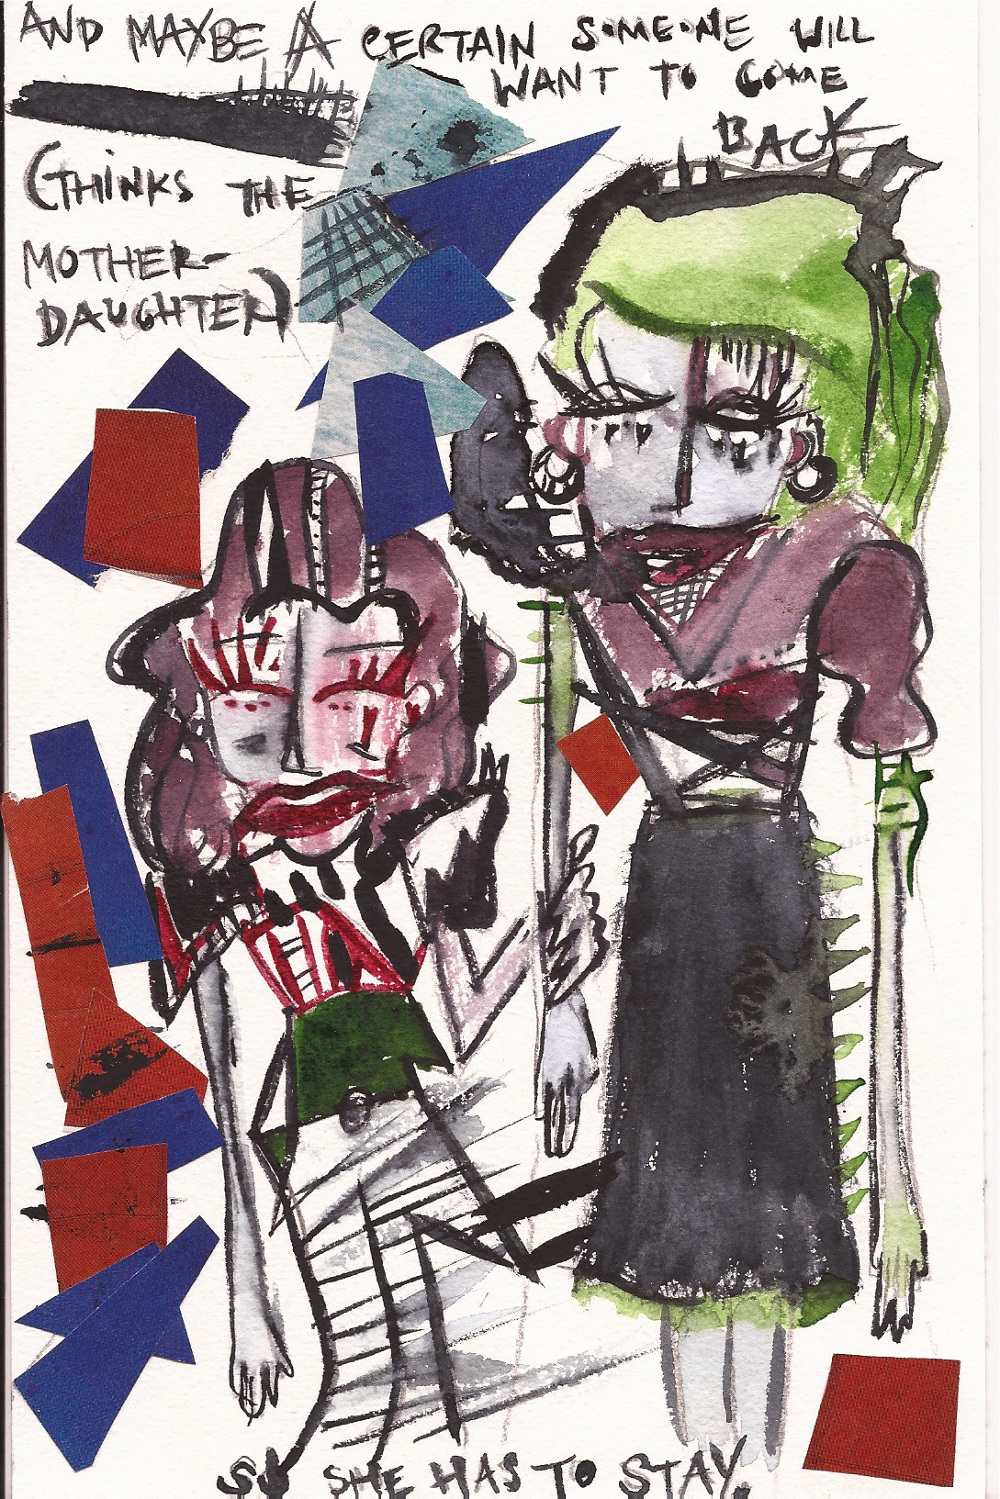 AND MAYBE A CERTAIN SOMEONE WILL
WANT TO COME
BACK
(THINKS THE
MOTHER-
DAUGHTER)
SO SHE HAS TO STAY.